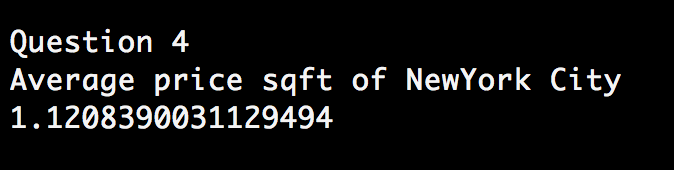 Question 4
Average price sqft of NewYork City
1.1208390031129494